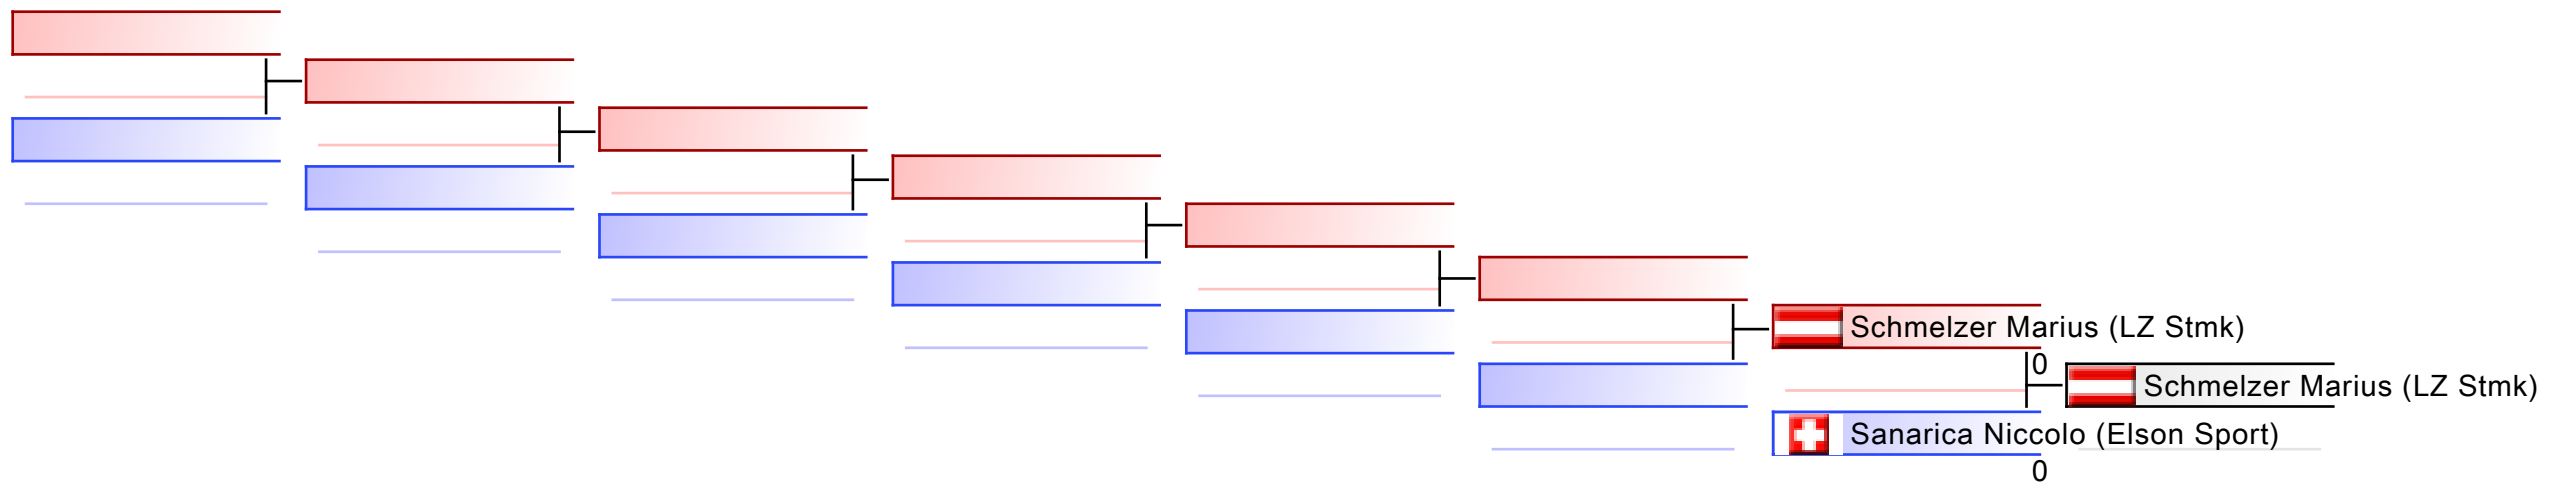 Schmelzer Marius (LZ Stmk)
0
Schmelzer Marius (LZ Stmk)
Sanarica Niccolo (Elson Sport)
0